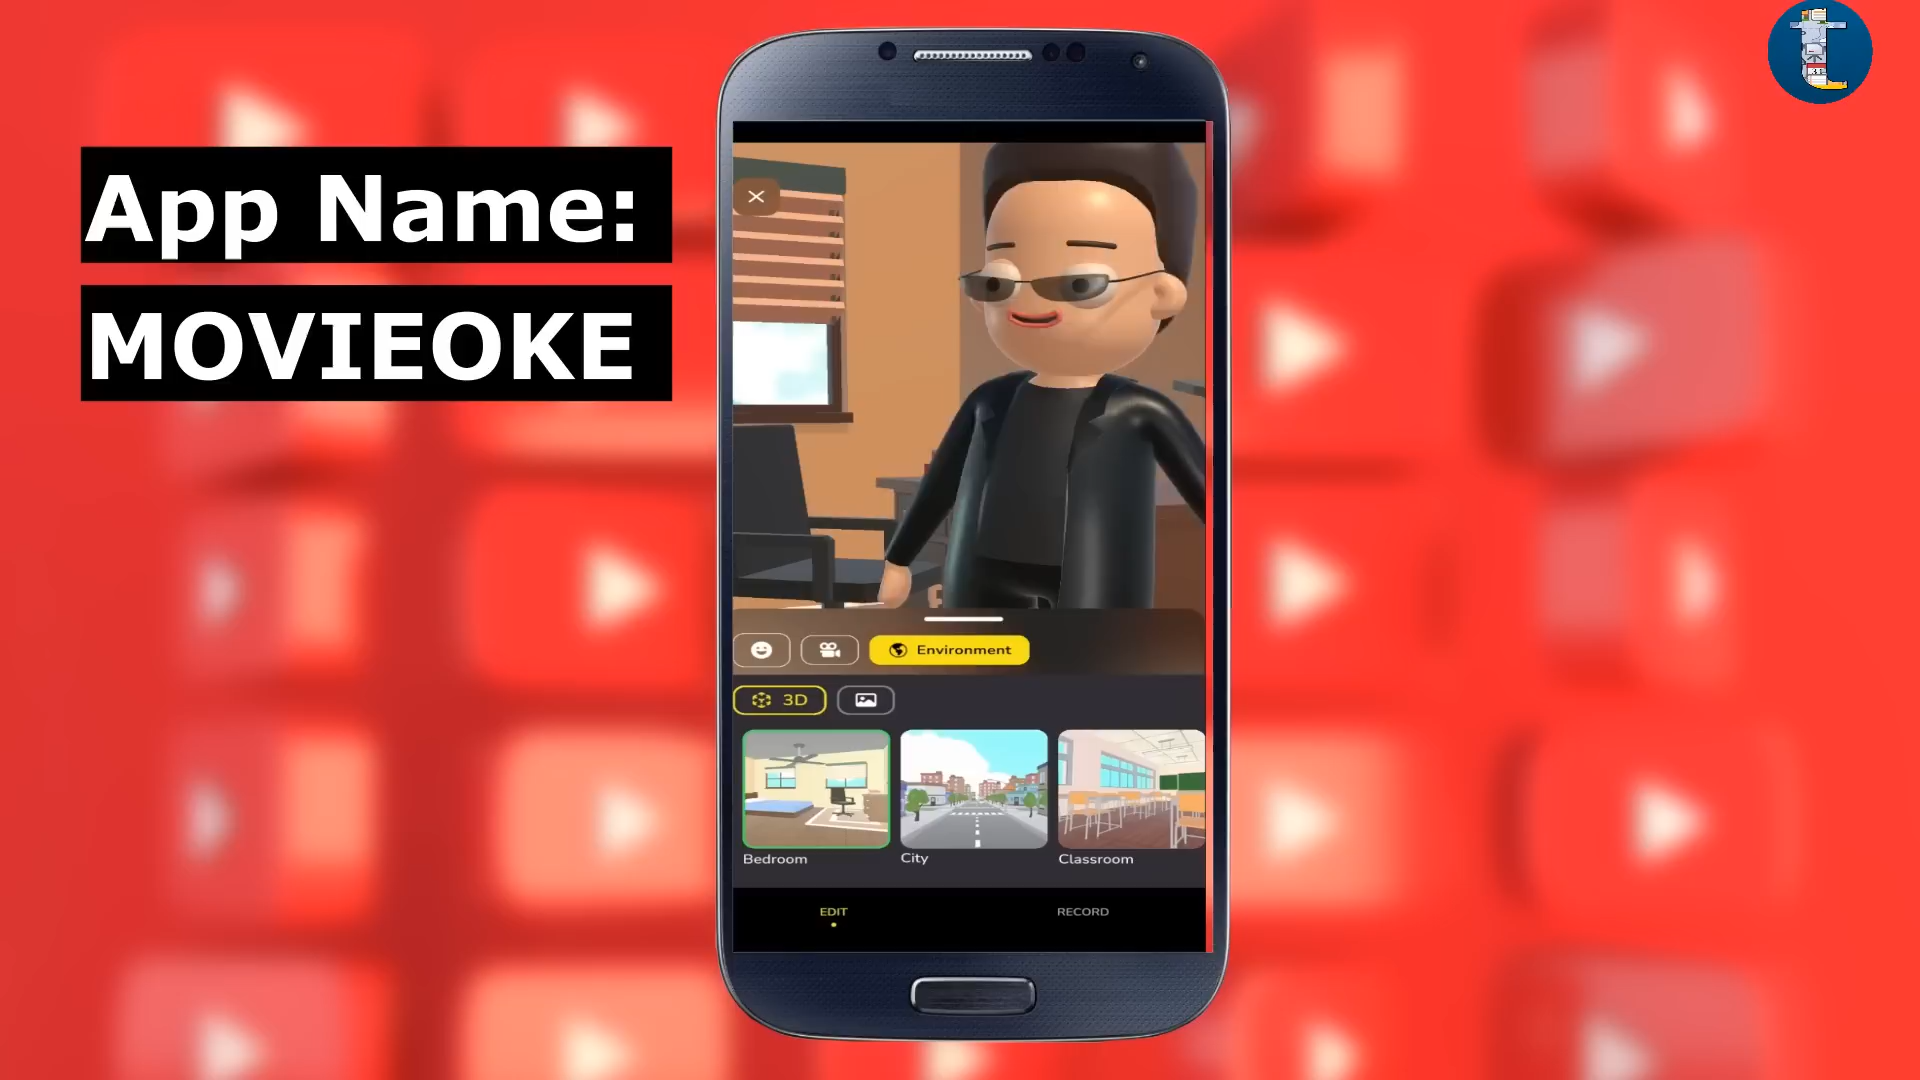 App Name:
MOVIEOKE
Environment
3D
Bedroom
City
Classroom
EDIT
RECORD